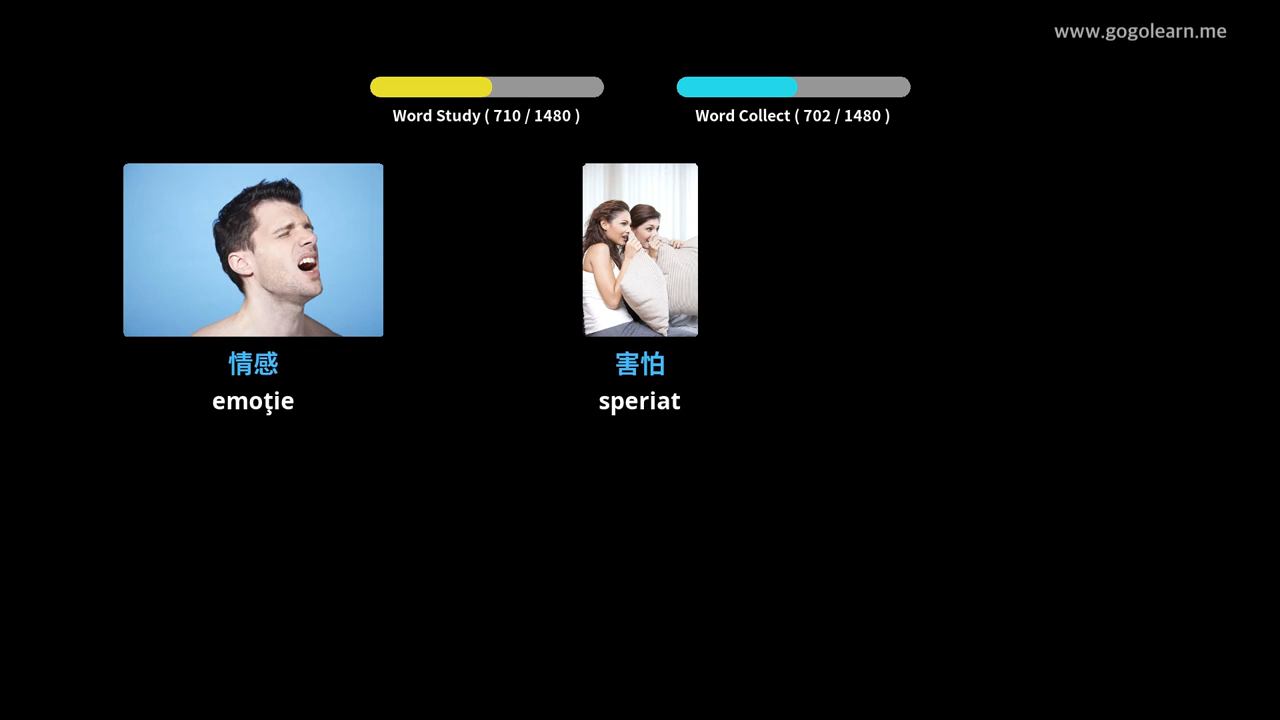 www.gogolearn.me
Word Study ( 710 / 1480 )
Word Collect ( 702 / 1480 )
情感
emoţie
害怕
speriat